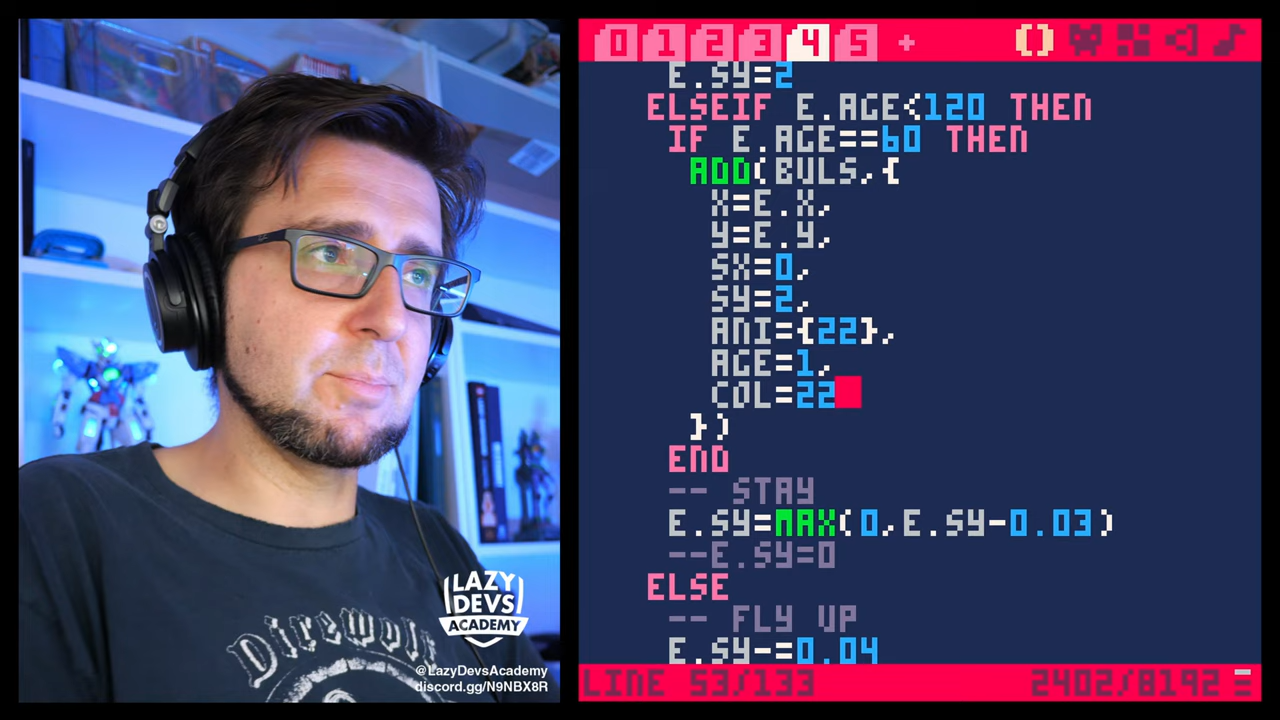 0 1 2 3 4 5 + ()
E.SY=2
ELSEIF E.AGE<120 THEN
IF E.AGE==60 THEN
ADD(BULS,{
X=E.X,
Y=E.Y,
SX=0,
SY=2,
ANI={22},
AGE=1,
COL=22
})
END
-- STAY
E.SY=MAX(0,E.SY-0.03)
--E.SY=0
ELSE
-- FLY UP
E.SY-=0.04
LINE 53/133 2402/8192
Direwolf
LAZY
DEVS
ACADEMY
@LazyDevsAcademy
discord.gg/N9NBX8R